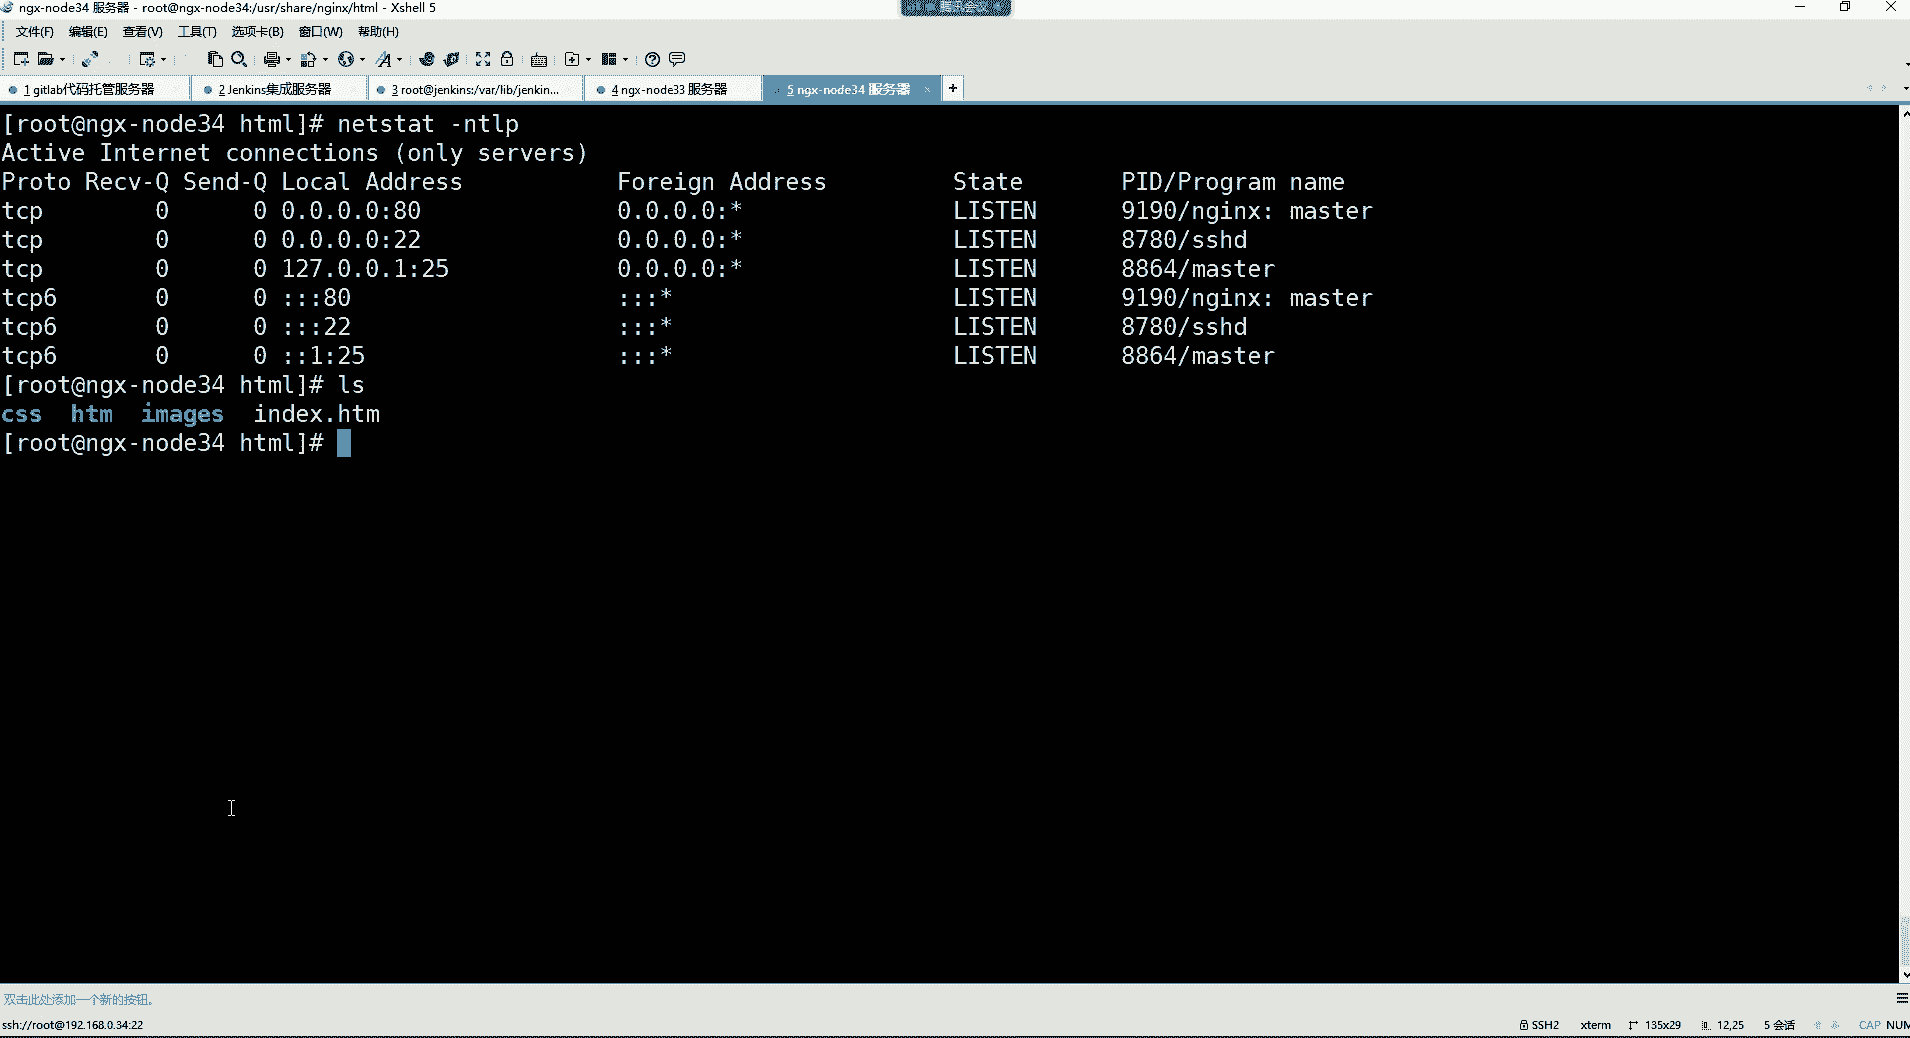 ngx-node34 服务器 - root@ngx-node34:/usr/share/nginx/html - Xshell 5
腾讯会议
文件(F) 编辑(E) 查看(V) 工具(T) 选项卡(B) 窗口(W) 帮助(H)
1 gitlab代码托管服务器 2 Jenkins集成服务器 3 root@jenkins:/var/lib/jenkin... 4 ngx-node33 服务器 5 ngx-node34 服务器
[root@ngx-node34 html]# netstat -ntlp
Active Internet connections (only servers)
Proto Recv-Q Send-Q Local Address           Foreign Address         State       PID/Program name
tcp        0      0 0.0.0.0:80              0.0.0.0:*               LISTEN      9190/nginx: master
tcp        0      0 0.0.0.0:22              0.0.0.0:*               LISTEN      8780/sshd
tcp        0      0 127.0.0.1:25            0.0.0.0:*               LISTEN      8864/master
tcp6       0      0 :::80                   :::*                    LISTEN      9190/nginx: master
tcp6       0      0 :::22                   :::*                    LISTEN      8780/sshd
tcp6       0      0 ::1:25                  :::*                    LISTEN      8864/master
[root@ngx-node34 html]# ls
css  htm  images  index.htm
[root@ngx-node34 html]#
双击此处添加一个新的按钮。
ssh://root@192.168.0.34:22 SSH2 xterm 135x29 12,25 5 会话 CAP NUM